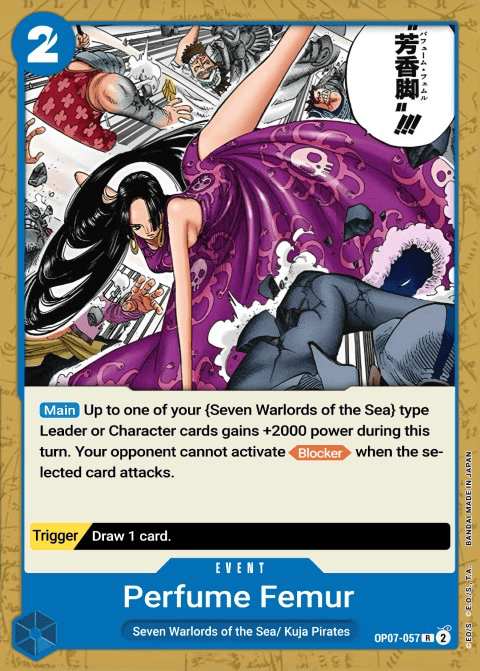 2
"芳香脚"!!!
パフューム・フェムル
Main Up to one of your {Seven Warlords of the Sea} type
Leader or Character cards gains +2000 power during this
turn. Your opponent cannot activate Blocker when the se-
lected card attacks.
Trigger Draw 1 card.
EVENT
Perfume Femur
Seven Warlords of the Sea/ Kuja Pirates
OP07-057 R 2
©E.O./S. ©E.O./S., T.A. BANDAI MADE IN JAPAN